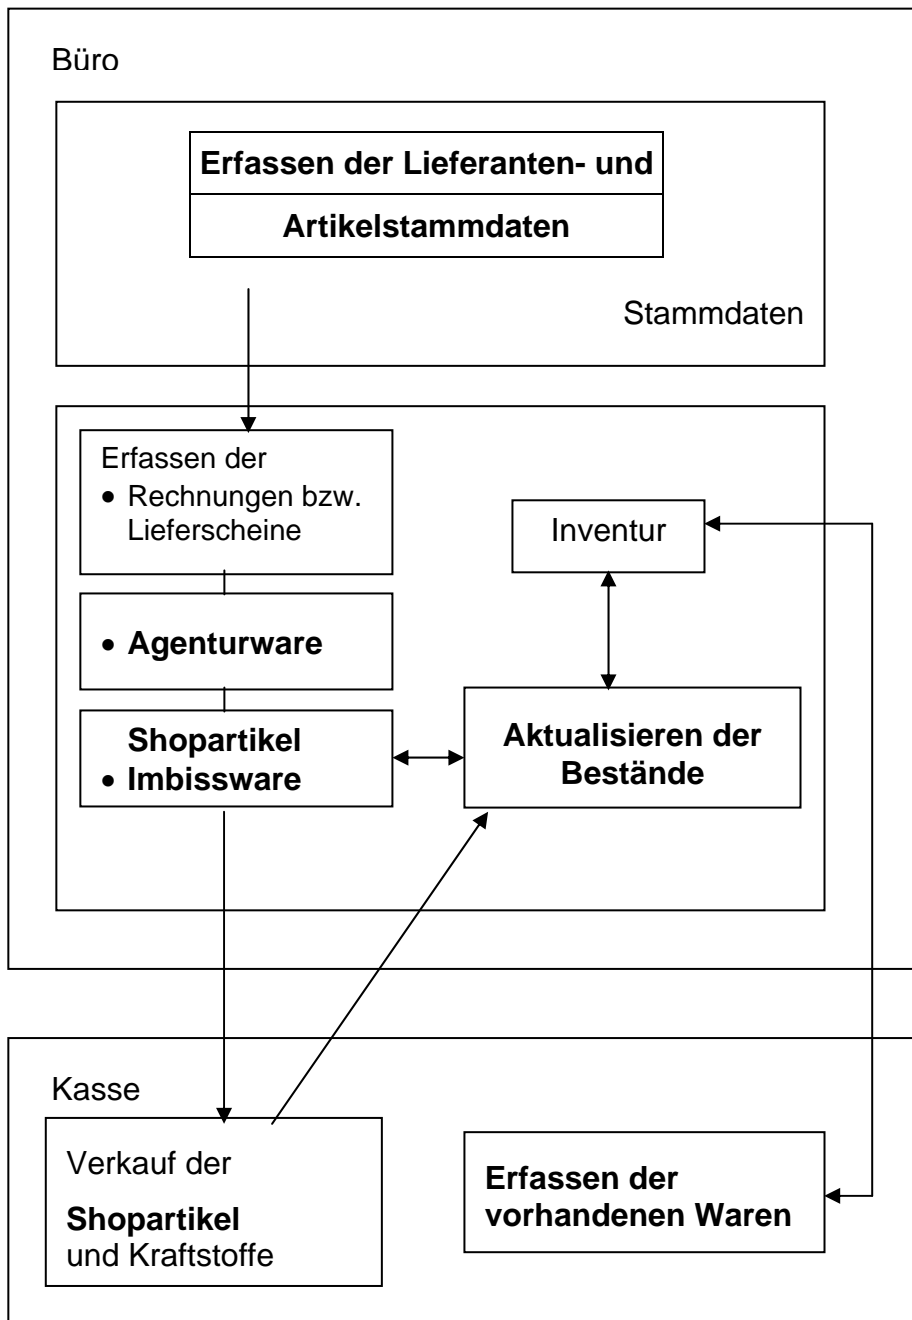 Büro
Erfassen der Lieferanten- und
Artikelstammdaten
Stammdaten
Erfassen der
• Rechnungen bzw.
Lieferscheine
• Agenturware
Shopartikel
• Imbissware
Inventur
Aktualisieren der
Bestände
Kasse
Verkauf der
Shopartikel
und Kraftstoffe
Erfassen der
vorhandenen Waren